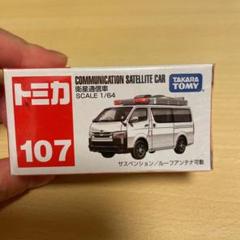 トミカ
COMMUNICATION SATELLITE CAR
衛星通信車
SCALE 1/64
TAKARA
TOMY
107
サスペンション/ルーフアンテナ可動